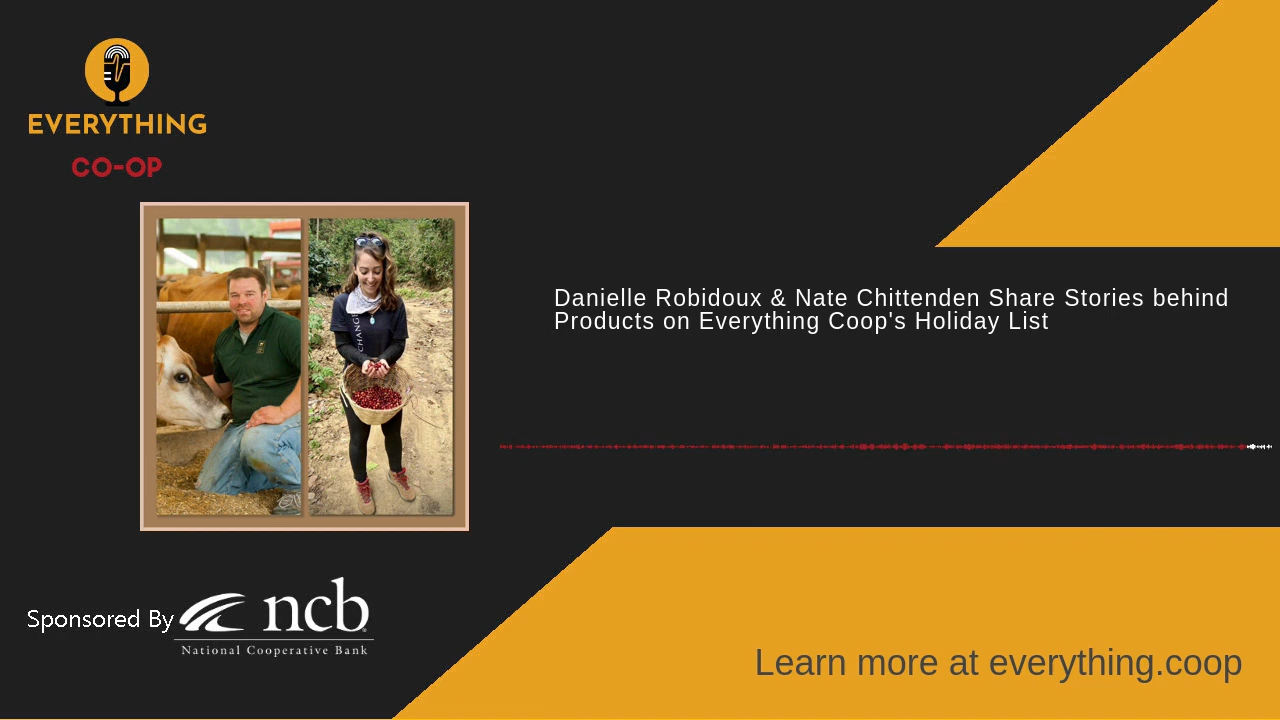 EVERYTHING
CO-OP
CHANGE
Danielle Robidoux & Nate Chittenden Share Stories behind
Products on Everything Coop's Holiday List
Sponsored By
ncb
National Cooperative Bank
Learn more at everything.coop